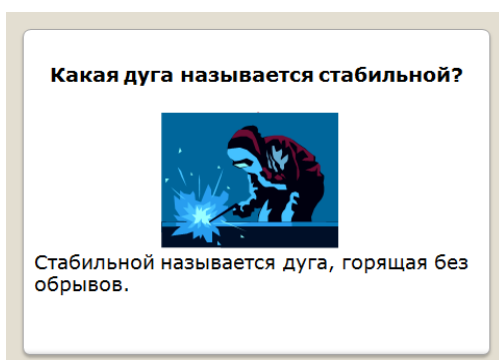 Какая дуга называется стабильной?
Стабильной называется дуга, горящая без
обрывов.